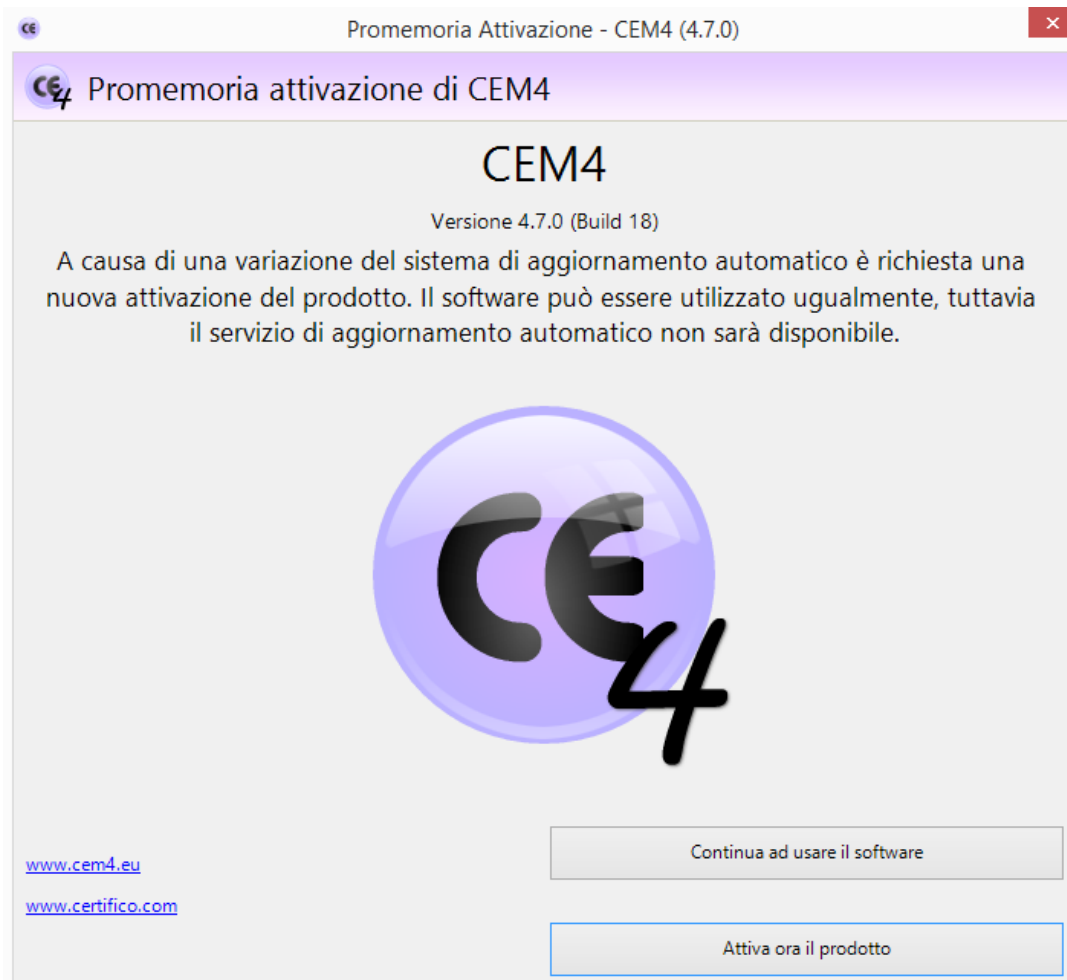 CE
Promemoria Attivazione - CEM4 (4.7.0)
CE4 Promemoria attivazione di CEM4
CEM4
Versione 4.7.0 (Build 18)
A causa di una variazione del sistema di aggiornamento automatico è richiesta una
nuova attivazione del prodotto. Il software può essere utilizzato ugualmente, tuttavia
il servizio di aggiornamento automatico non sarà disponibile.
CE4
Continua ad usare il software
www.cem4.eu
www.certifico.com
Attiva ora il prodotto